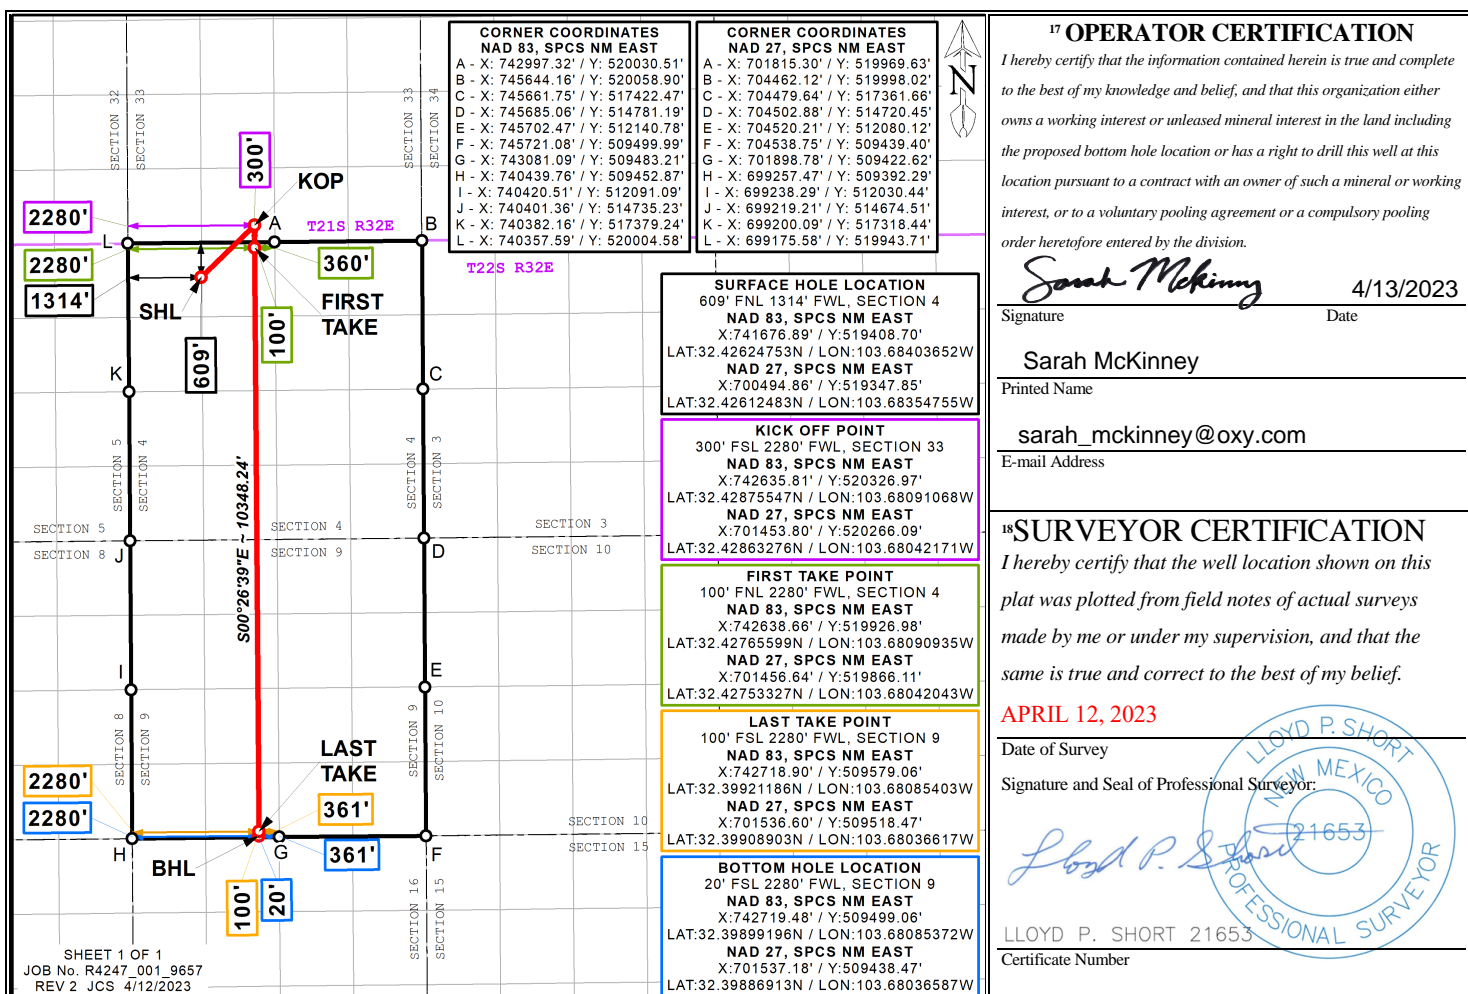 SECTION 32
SECTION 33
SECTION 33
SECTION 34
300'
KOP
2280'
L
A
T21S R32E
B
T22S R32E
2280'
360'
1314'
SHL
FIRST
TAKE
100'
609'
K
C
SECTION 5
SECTION 4
SECTION 4
SECTION 3
S00°26'39"E ~ 10348.24'
SECTION 5
SECTION 4
SECTION 3
SECTION 8
SECTION 9
SECTION 10
J
D
I
E
SECTION 8
SECTION 9
SECTION 9
SECTION 10
LAST
TAKE
2280'
361'
2280'
361'
H
G
F
BHL
SECTION 10
SECTION 15
100'
20'
SECTION 16
SECTION 15
SHEET 1 OF 1
JOB No. R4247_001_9657
REV 2 JCS 4/12/2023
CORNER COORDINATES
NAD 83, SPCS NM EAST
A - X: 742997.32' / Y: 520030.51'
B - X: 745644.16' / Y: 520058.90'
C - X: 745661.75' / Y: 517422.47'
D - X: 745685.06' / Y: 514781.19'
E - X: 745702.47' / Y: 512140.78'
F - X: 745721.08' / Y: 509499.99'
G - X: 743081.09' / Y: 509483.21'
H - X: 740439.76' / Y: 509452.87'
I - X: 740420.51' / Y: 512091.09'
J - X: 740401.36' / Y: 514735.23'
K - X: 740382.16' / Y: 517379.24'
L - X: 740357.59' / Y: 520004.58'
CORNER COORDINATES
NAD 27, SPCS NM EAST
A - X: 701815.30' / Y: 519969.63'
B - X: 704462.12' / Y: 519998.02'
C - X: 704479.64' / Y: 517361.66'
D - X: 704502.88' / Y: 514720.45'
E - X: 704520.21' / Y: 512080.12'
F - X: 704538.75' / Y: 509439.40'
G - X: 701898.78' / Y: 509422.62'
H - X: 699257.47' / Y: 509392.29'
I - X: 699238.29' / Y: 512030.44'
J - X: 699219.21' / Y: 514674.51'
K - X: 699200.09' / Y: 517318.44'
L - X: 699175.58' / Y: 519943.71'
N
SURFACE HOLE LOCATION
609' FNL 1314' FWL, SECTION 4
NAD 83, SPCS NM EAST
X:741676.89' / Y:519408.70'
LAT:32.42624753N / LON:103.68403652W
NAD 27, SPCS NM EAST
X:700494.86' / Y:519347.85'
LAT:32.42612483N / LON:103.68354755W
KICK OFF POINT
300' FSL 2280' FWL, SECTION 33
NAD 83, SPCS NM EAST
X:742635.81' / Y:520326.97'
LAT:32.42875547N / LON:103.68091068W
NAD 27, SPCS NM EAST
X:701453.80' / Y:520266.09'
LAT:32.42863276N / LON:103.68042171W
FIRST TAKE POINT
100' FNL 2280' FWL, SECTION 4
NAD 83, SPCS NM EAST
X:742638.66' / Y:519926.98'
LAT:32.42765599N / LON:103.68090935W
NAD 27, SPCS NM EAST
X:701456.64' / Y:519866.11'
LAT:32.42753327N / LON:103.68042043W
LAST TAKE POINT
100' FSL 2280' FWL, SECTION 9
NAD 83, SPCS NM EAST
X:742718.90' / Y:509579.06'
LAT:32.39921186N / LON:103.68085403W
NAD 27, SPCS NM EAST
X:701536.60' / Y:509518.47'
LAT:32.39908903N / LON:103.68036617W
BOTTOM HOLE LOCATION
20' FSL 2280' FWL, SECTION 9
NAD 83, SPCS NM EAST
X:742719.48' / Y:509499.06'
LAT:32.39899196N / LON:103.68085372W
NAD 27, SPCS NM EAST
X:701537.18' / Y:509438.47'
LAT:32.39886913N / LON:103.68036587W
17 OPERATOR CERTIFICATION
I hereby certify that the information contained herein is true and complete
to the best of my knowledge and belief, and that this organization either
owns a working interest or unleased mineral interest in the land including
the proposed bottom hole location or has a right to drill this well at this
location pursuant to a contract with an owner of such a mineral or working
interest, or to a voluntary pooling agreement or a compulsory pooling
order heretofore entered by the division.
Sarah McKinney
4/13/2023
Signature Date
Sarah McKinney
Printed Name
sarah_mckinney@oxy.com
E-mail Address
18SURVEYOR CERTIFICATION
I hereby certify that the well location shown on this
plat was plotted from field notes of actual surveys
made by me or under my supervision, and that the
same is true and correct to the best of my belief.
APRIL 12, 2023
Date of Survey
Signature and Seal of Professional Surveyor:
LLOYD P. SHORT
NEW MEXICO
21653
PROFESSIONAL SURVEYOR
Lloyd P. Short
LLOYD P. SHORT 21653
Certificate Number